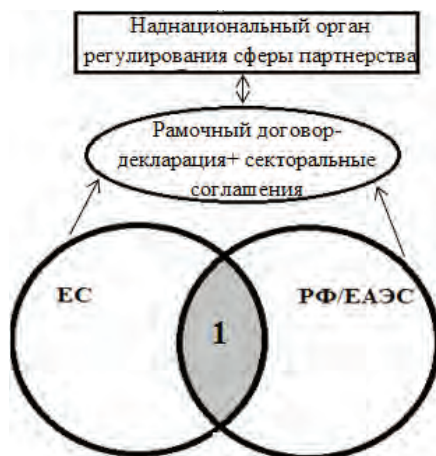 Наднациональный орган
регулирования сферы партнерства
Рамочный договор-
декларация+ секторальные
соглашения
ЕС
РФ/ЕАЭС
1